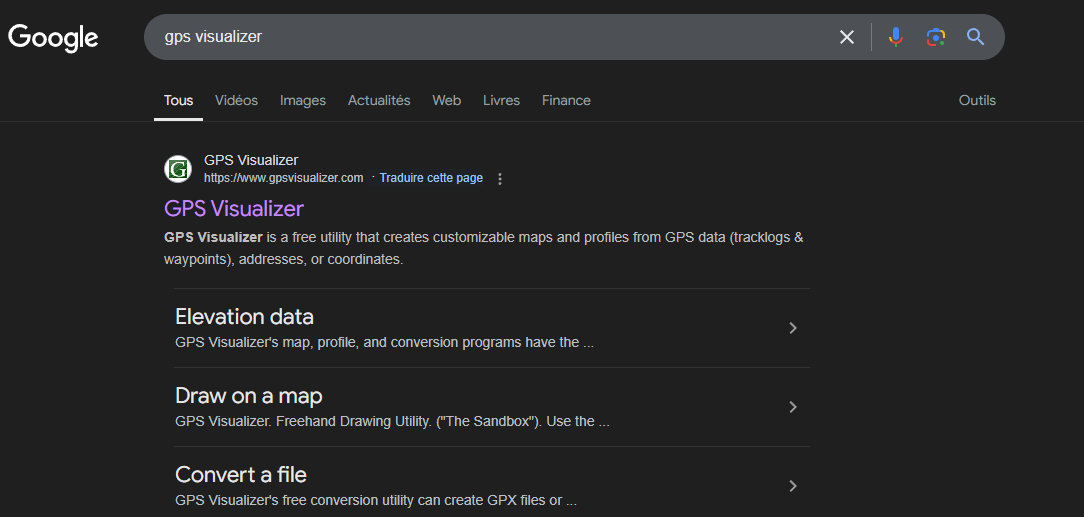 Google
gps visualizer
Tous Vidéos Images Actualités Web Livres Finance Outils
G
GPS Visualizer
https://www.gpsvisualizer.com · Traduire cette page
GPS Visualizer
GPS Visualizer is a free utility that creates customizable maps and profiles from GPS data (tracklogs &
waypoints), addresses, or coordinates.
Elevation data
GPS Visualizer's map, profile, and conversion programs have the ...
Draw on a map
GPS Visualizer. Freehand Drawing Utility. ("The Sandbox"). Use the ...
Convert a file
GPS Visualizer's free conversion utility can create GPX files or ...